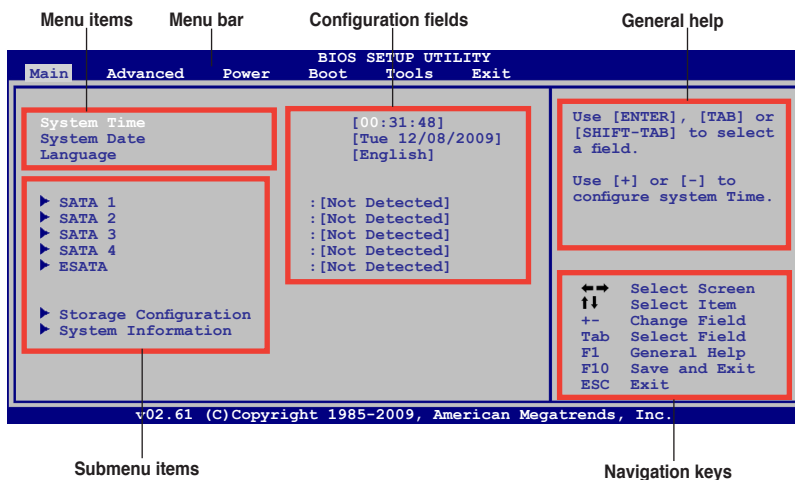 Menu items Menu bar Configuration fields General help
BIOS SETUP UTILITY
Main Advanced Power Boot Tools Exit
System Time [00:31:48]
System Date [Tue 12/08/2009]
Language [English]
SATA 1 :[Not Detected]
SATA 2 :[Not Detected]
SATA 3 :[Not Detected]
SATA 4 :[Not Detected]
ESATA :[Not Detected]
Storage Configuration
System Information
Use [ENTER], [TAB] or
[SHIFT-TAB] to select
a field.
Use [+] or [-] to
configure system Time.
←→ Select Screen
↑↓ Select Item
+- Change Field
Tab Select Field
F1 General Help
F10 Save and Exit
ESC Exit
v02.61 (C)Copyright 1985-2009, American Megatrends, Inc.
Submenu items Navigation keys